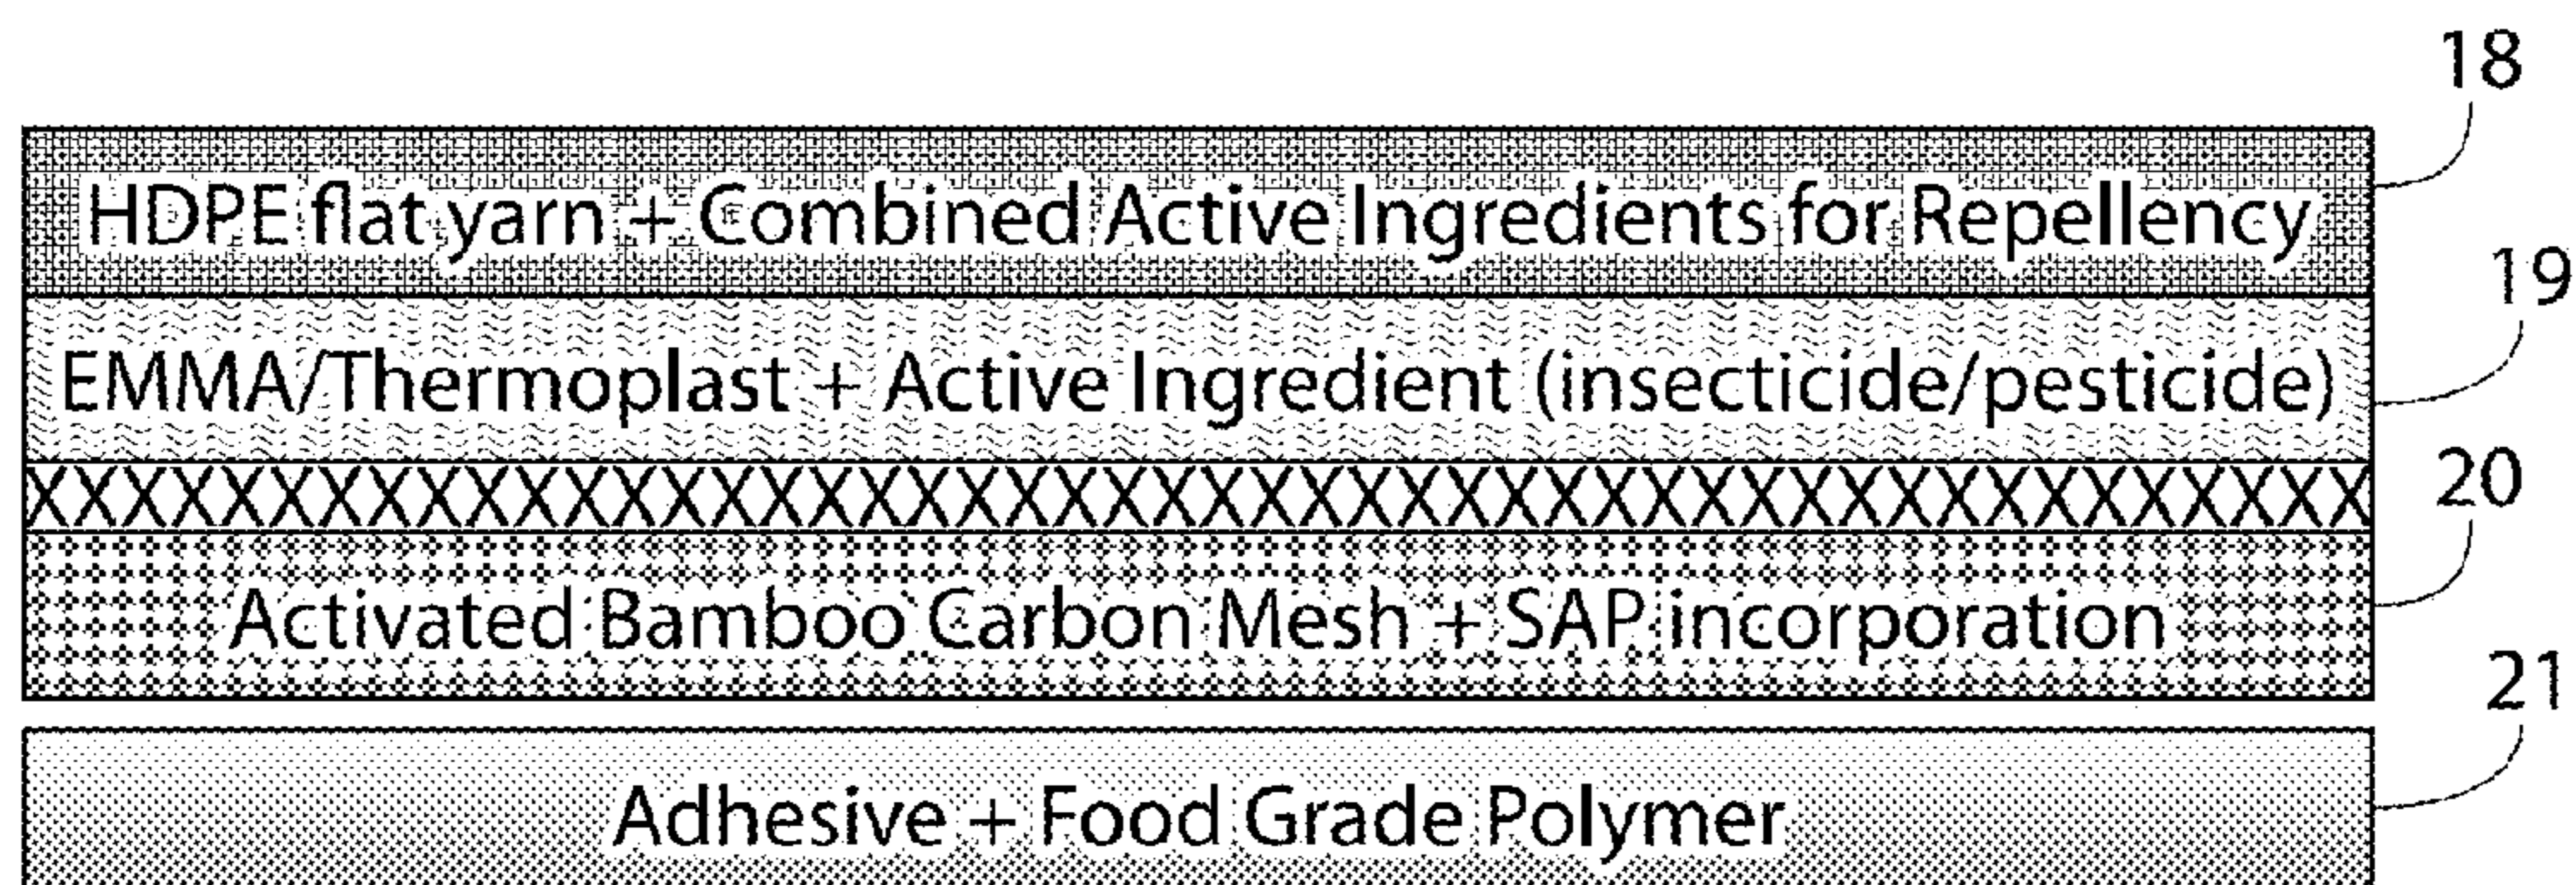 18
HDPE flat yarn + Combined Active Ingredients for Repellency
19
EMMA/Thermoplast + Active Ingredient (insecticide/pesticide)
20
XXXXXXXXXXXXXXXXXXXXXXXXXXXXXXXXXXXXXXXXXXXXXXXX
Activated Bamboo Carbon Mesh + SAP incorporation
21
Adhesive + Food Grade Polymer